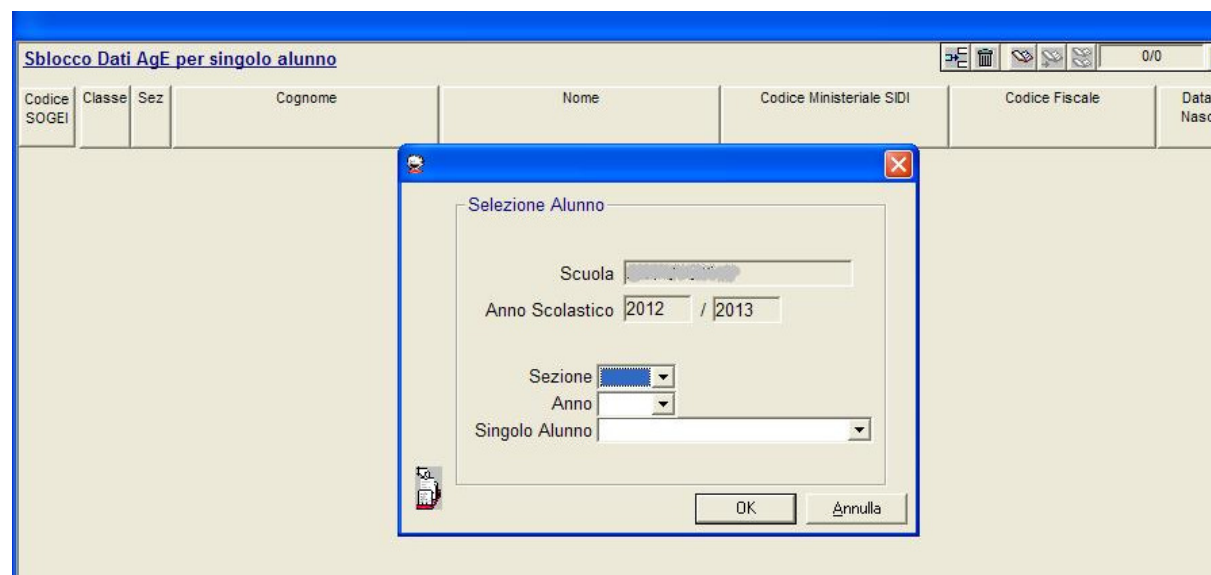 Sblocco Dati AgE per singolo alunno
0/0
Codice SOGEI
Classe
Sez
Cognome
Nome
Codice Ministeriale SIDI
Codice Fiscale
Data
Selezione Alunno
Scuola
Anno Scolastico 2012 / 2013
Sezione
Anno
Singolo Alunno
OK
Annulla